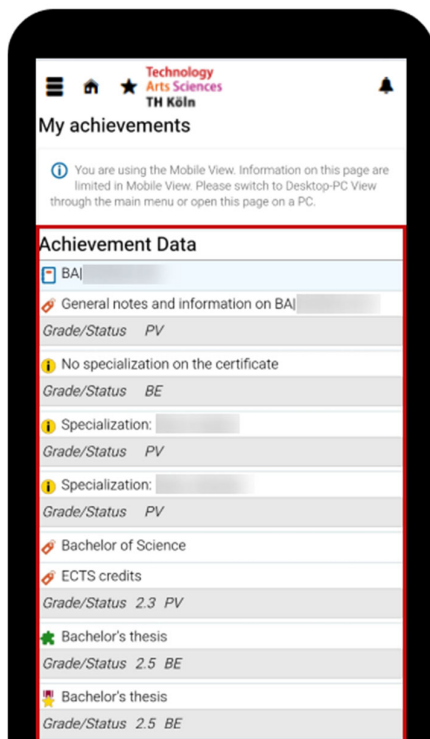 Technology
Arts Sciences
TH Köln
My achievements
You are using the Mobile View. Information on this page are
limited in Mobile View. Please switch to Desktop-PC View
through the main menu or open this page on a PC.
Achievement Data
BA|
General notes and information on BA|
Grade/Status PV
No specialization on the certificate
Grade/Status BE
Specialization:
Grade/Status PV
Specialization:
Grade/Status PV
Bachelor of Science
ECTS credits
Grade/Status 2.3 PV
Bachelor's thesis
Grade/Status 2.5 BE
Bachelor's thesis
Grade/Status 2.5 BE